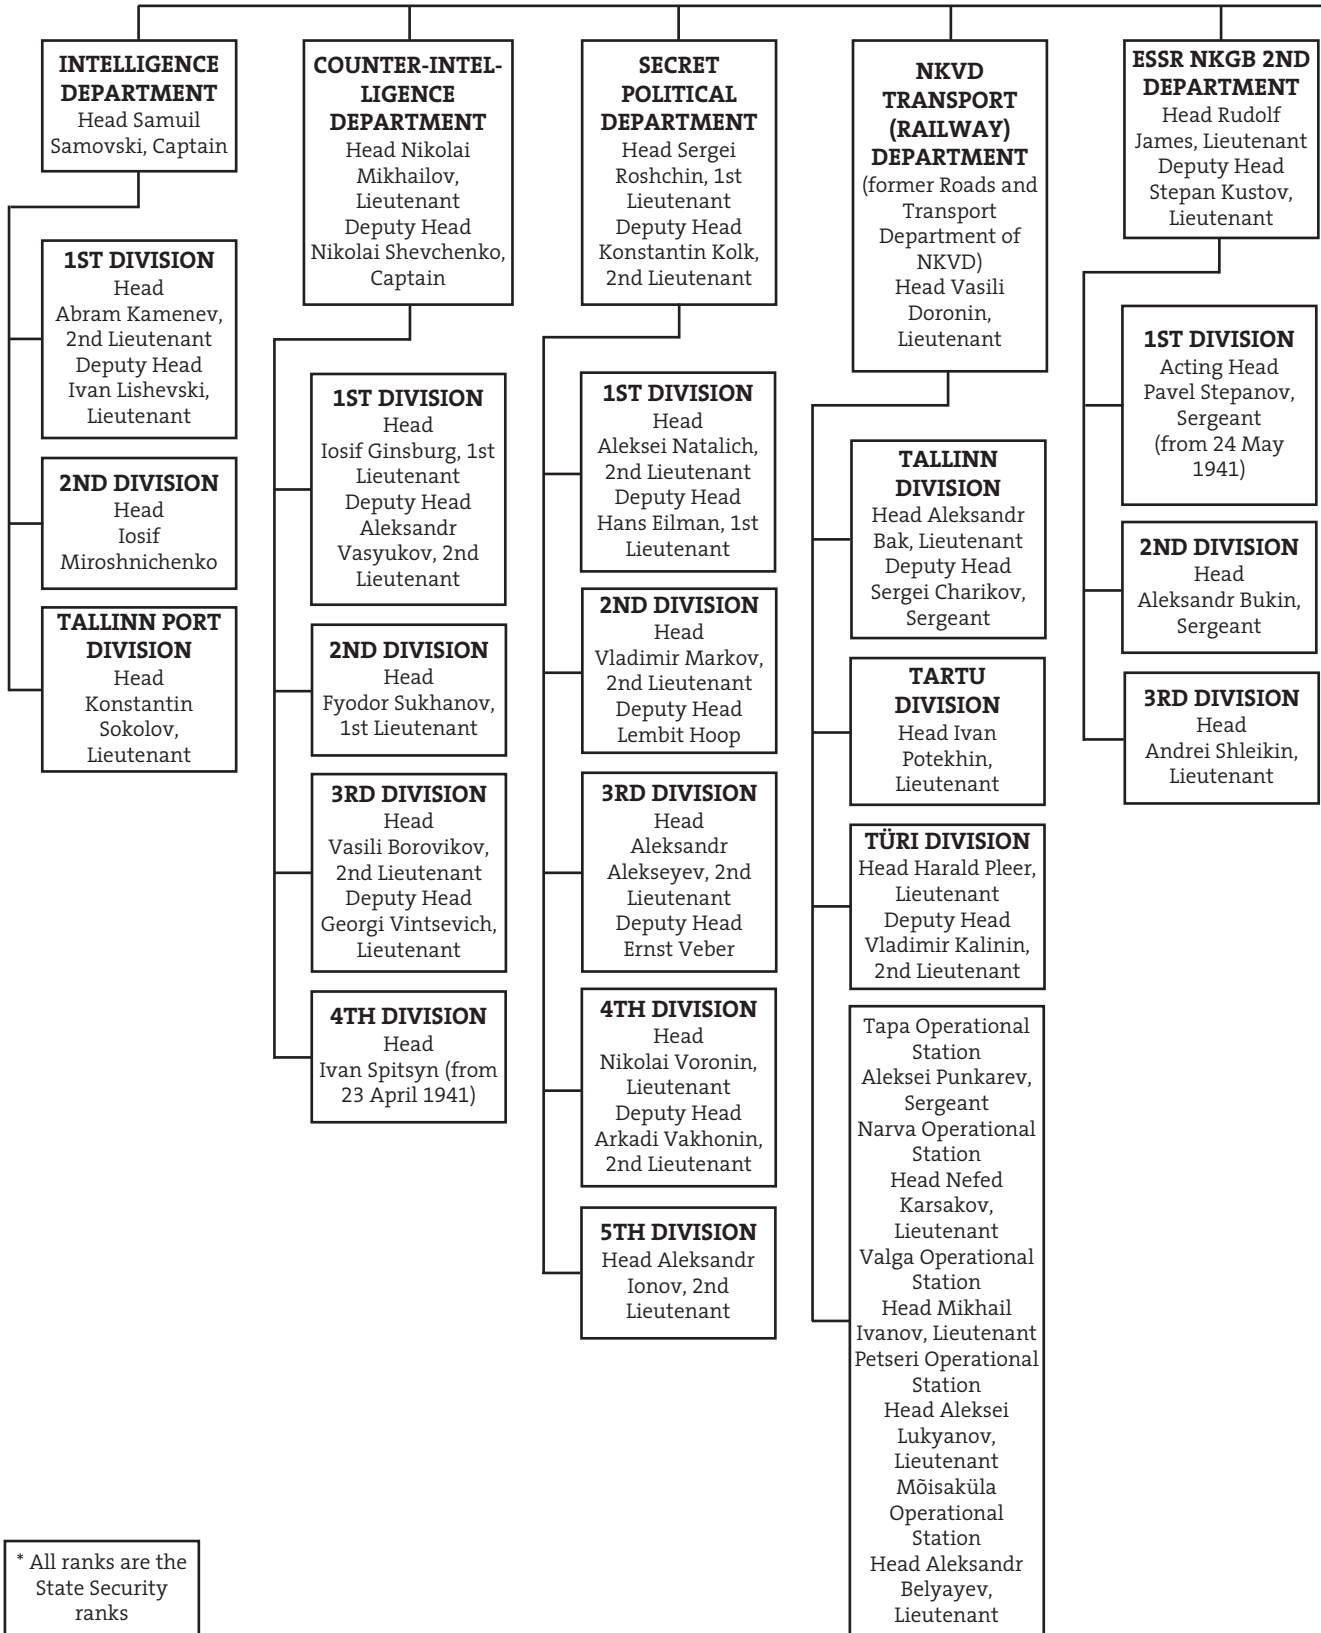 INTELLIGENCE
DEPARTMENT
Head Samuil
Samovski, Captain
1ST DIVISION
Head
Abram Kamenev,
2nd Lieutenant
Deputy Head
Ivan Lishevski,
Lieutenant
2ND DIVISION
Head
Iosif
Miroshnichenko
TALLINN PORT
DIVISION
Head
Konstantin
Sokolov,
Lieutenant
COUNTER-INTEL-
LIGENCE
DEPARTMENT
Head Nikolai
Mikhailov,
Lieutenant
Deputy Head
Nikolai Shevchenko,
Captain
1ST DIVISION
Head
Iosif Ginsburg, 1st
Lieutenant
Deputy Head
Aleksandr
Vasyukov, 2nd
Lieutenant
2ND DIVISION
Head
Fyodor Sukhanov,
1st Lieutenant
3RD DIVISION
Head
Vasili Borovikov,
2nd Lieutenant
Deputy Head
Georgi Vintsevich,
Lieutenant
4TH DIVISION
Head
Ivan Spitsyn (from
23 April 1941)
SECRET
POLITICAL
DEPARTMENT
Head Sergei
Roshchin, 1st
Lieutenant
Deputy Head
Konstantin Kolk,
2nd Lieutenant
1ST DIVISION
Head
Aleksei Natalich,
2nd Lieutenant
Deputy Head
Hans Eilman, 1st
Lieutenant
2ND DIVISION
Head
Vladimir Markov,
2nd Lieutenant
Deputy Head
Lembit Hoop
3RD DIVISION
Head
Aleksandr
Alekseyev, 2nd
Lieutenant
Deputy Head
Ernst Veber
4TH DIVISION
Head
Nikolai Voronin,
Lieutenant
Deputy Head
Arkadi Vakhonin,
2nd Lieutenant
5TH DIVISION
Head Aleksandr
Ionov, 2nd
Lieutenant
NKVD
TRANSPORT
(RAILWAY)
DEPARTMENT
(former Roads and
Transport
Department of
NKVD)
Head Vasili
Doronin,
Lieutenant
TALLINN
DIVISION
Head Aleksandr
Bak, Lieutenant
Deputy Head
Sergei Charikov,
Sergeant
TARTU
DIVISION
Head Ivan
Potekhin,
Lieutenant
TÜRI DIVISION
Head Harald Pleer,
Lieutenant
Deputy Head
Vladimir Kalinin,
2nd Lieutenant
Tapa Operational
Station
Aleksei Punkarev,
Sergeant
Narva Operational
Station
Head Nefed
Karsakov,
Lieutenant
Valga Operational
Station
Head Mikhail
Ivanov, Lieutenant
Petseri Operational
Station
Head Aleksei
Lukyanov,
Lieutenant
Mõisaküla
Operational
Station
Head Aleksandr
Belyayev,
Lieutenant
ESSR NKGB 2ND
DEPARTMENT
Head Rudolf
James, Lieutenant
Deputy Head
Stepan Kustov,
Lieutenant
1ST DIVISION
Acting Head
Pavel Stepanov,
Sergeant
(from 24 May
1941)
2ND DIVISION
Head
Aleksandr Bukin,
Sergeant
3RD DIVISION
Head
Andrei Shleikin,
Lieutenant
* All ranks are the
State Security
ranks